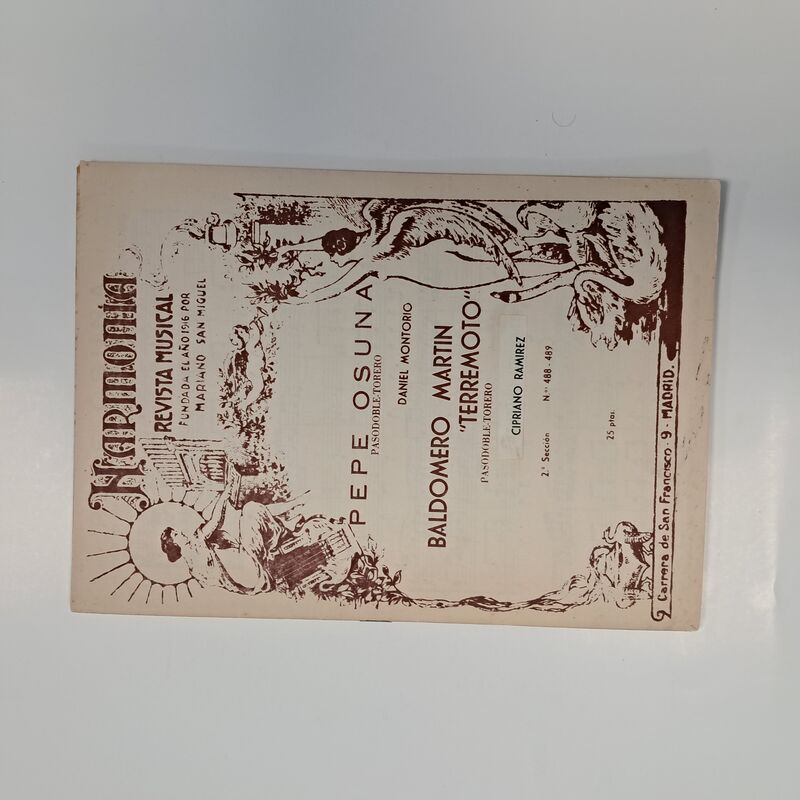 HARMONIA
REVISTA MUSICAL
FUNDADA EL AÑO 1916 POR
MARIANO SAN MIGUEL
PEPE OSUNA
PASODOBLE-TORERO
DANIEL MONTORIO
BALDOMERO MARTIN
"TERREMOTO"
PASODOBLE-TORERO
CIPRIANO RAMIREZ
2.ª Sección N.os 488-489
25 ptas.
Carrera de San Francisco - 9 - MADRID.